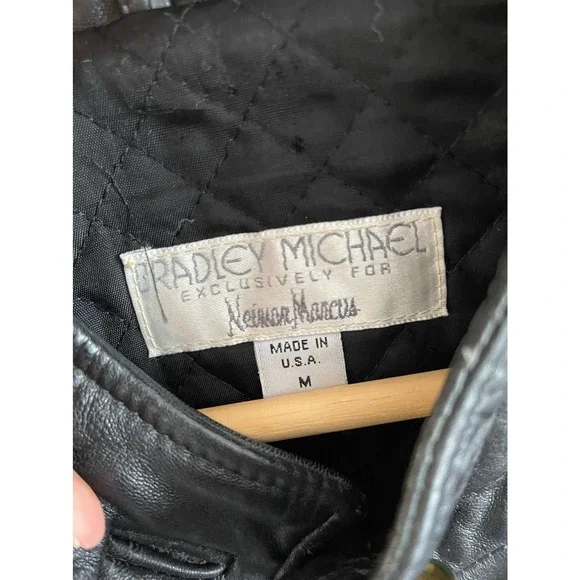 BRADLEY MICHAEL
EXCLUSIVELY FOR
Neiman Marcus
MADE IN
U.S.A.
M